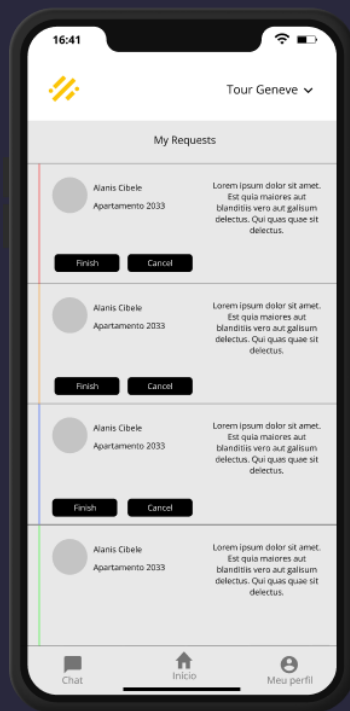 16:41
Tour Geneve
My Requests
Alanis Cibele
Apartamento 2033
Lorem ipsum dolor sit amet.
Est quia maiores aut
blanditiis vero aut galisum
delectus. Qui quas quae sit
delectus.
Finish
Cancel
Alanis Cibele
Apartamento 2033
Lorem ipsum dolor sit amet.
Est quia maiores aut
blanditiis vero aut galisum
delectus. Qui quas quae sit
delectus.
Finish
Cancel
Alanis Cibele
Apartamento 2033
Lorem ipsum dolor sit amet.
Est quia maiores aut
blanditiis vero aut galisum
delectus. Qui quas quae sit
delectus.
Finish
Cancel
Alanis Cibele
Apartamento 2033
Lorem ipsum dolor sit amet.
Est quia maiores aut
blanditiis vero aut galisum
delectus. Qui quas quae sit
delectus.
Chat
Início
Meu perfil